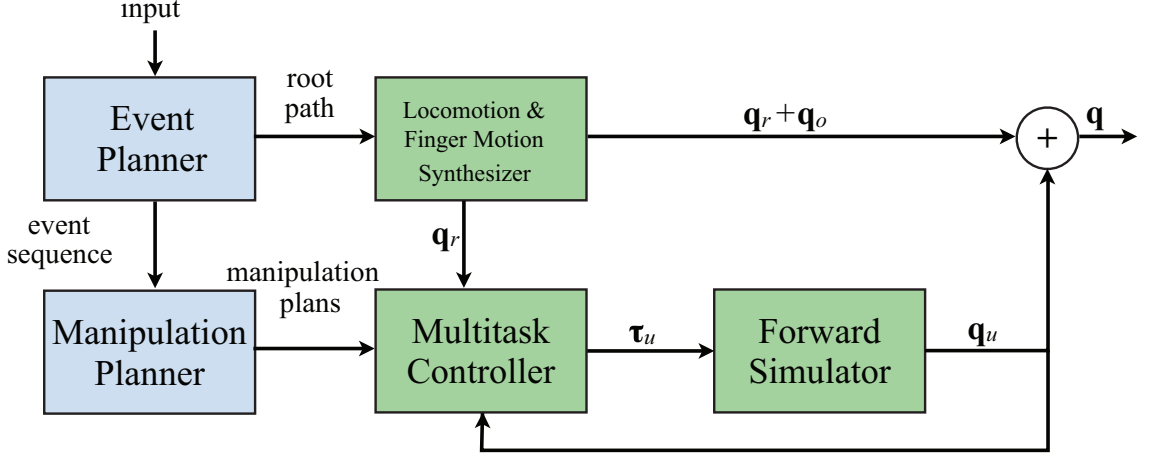 input
Event
Planner
root
path
Locomotion &
Finger Motion
Synthesizer
q_r + q_o
+
q
event
sequence
q_r
manipulation
plans
Manipulation
Planner
Multitask
Controller
τ_u
Forward
Simulator
q_u